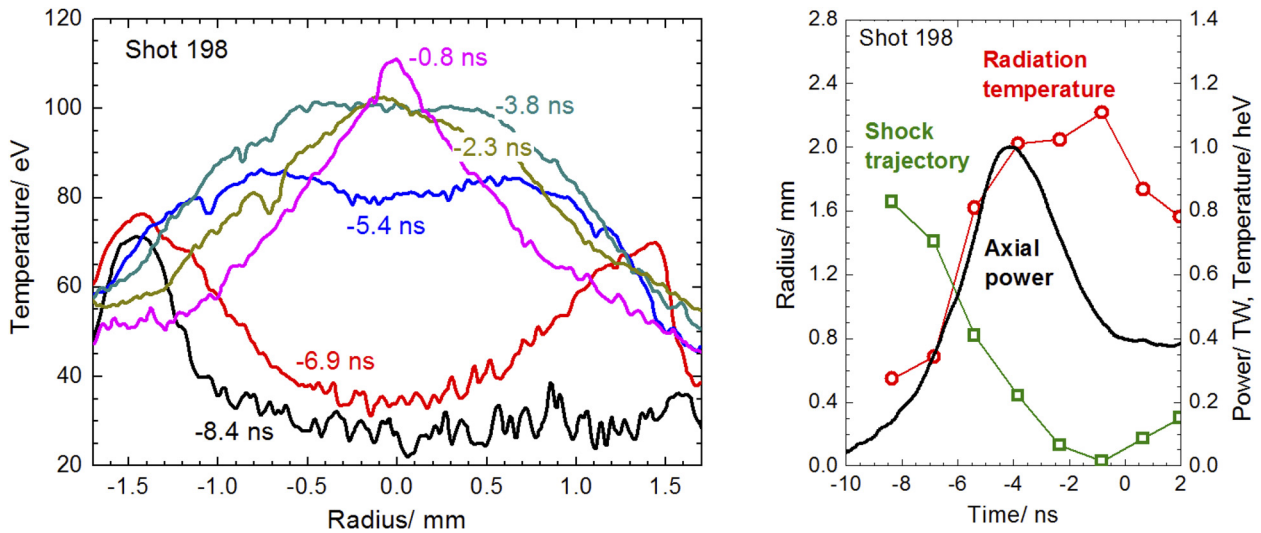 120
100
80
60
40
20
Temperature/ eV
Shot 198
-0.8 ns
-3.8 ns
-2.3 ns
-5.4 ns
-6.9 ns
-8.4 ns
-1.5 -1.0 -0.5 0.0 0.5 1.0 1.5
Radius/ mm
2.8
2.4
2.0
1.6
1.2
0.8
0.4
0.0
Radius/ mm
Shot 198
Radiation
temperature
Shock
trajectory
Axial
power
1.4
1.2
1.0
0.8
0.6
0.4
0.2
0.0
Power/ TW, Temperature/ heV
-10 -8 -6 -4 -2 0 2
Time/ ns